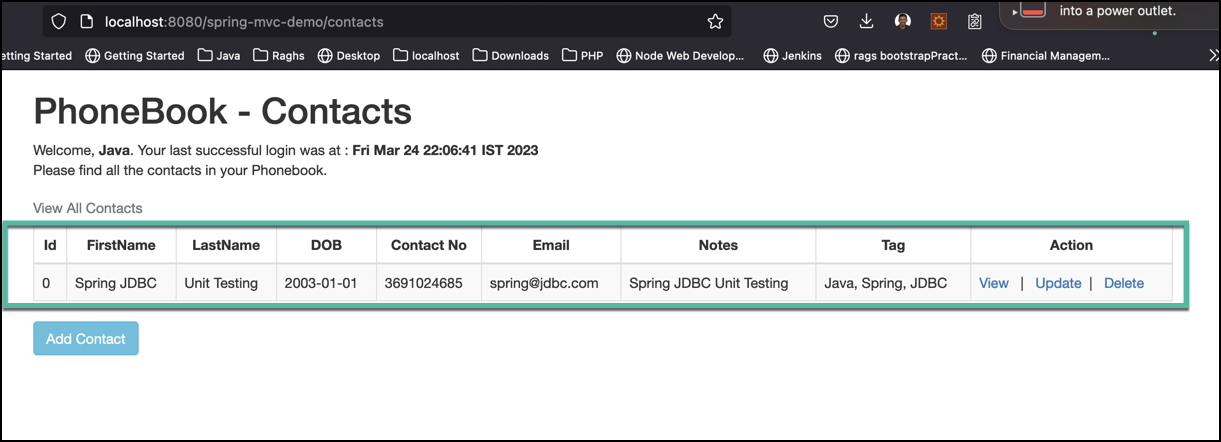 into a power outlet.
localhost:8080/spring-mvc-demo/contacts
etting Started Getting Started Java Raghs Desktop localhost Downloads PHP Node Web Develop... Jenkins rags bootstrapPract... Financial Managem...
PhoneBook - Contacts
Welcome, Java. Your last successful login was at : Fri Mar 24 22:06:41 IST 2023
Please find all the contacts in your Phonebook.
View All Contacts
Id FirstName LastName DOB Contact No Email Notes Tag Action
0 Spring JDBC Unit Testing 2003-01-01 3691024685 spring@jdbc.com Spring JDBC Unit Testing Java, Spring, JDBC View | Update | Delete
Add Contact